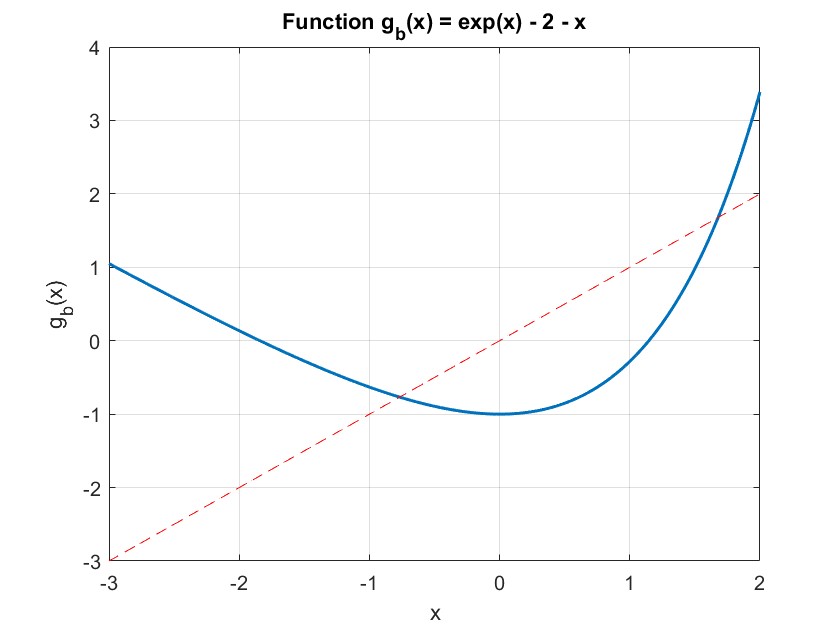 Function g_b(x) = exp(x) - 2 - x
4
3
2
1
0
-1
-2
-3
g_b(x)
-3 -2 -1 0 1 2
x